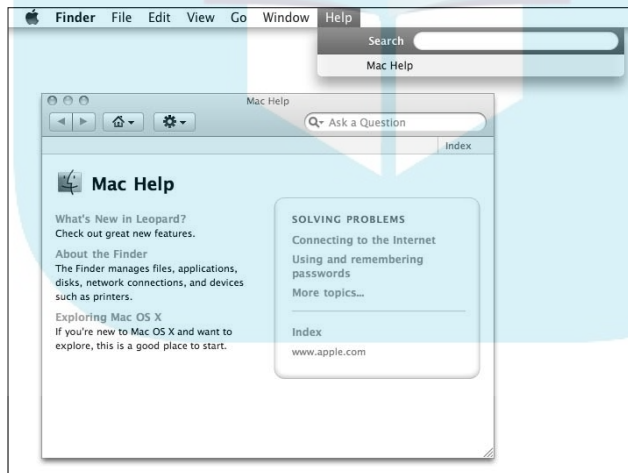 Finder File Edit View Go Window Help
Search
Mac Help
Mac Help
Ask a Question
Index
Mac Help
What's New in Leopard?
Check out great new features.
About the Finder
The Finder manages files, applications,
disks, network connections, and devices
such as printers.
Exploring Mac OS X
If you're new to Mac OS X and want to
explore, this is a good place to start.
SOLVING PROBLEMS
Connecting to the Internet
Using and remembering
passwords
More topics...
Index
www.apple.com